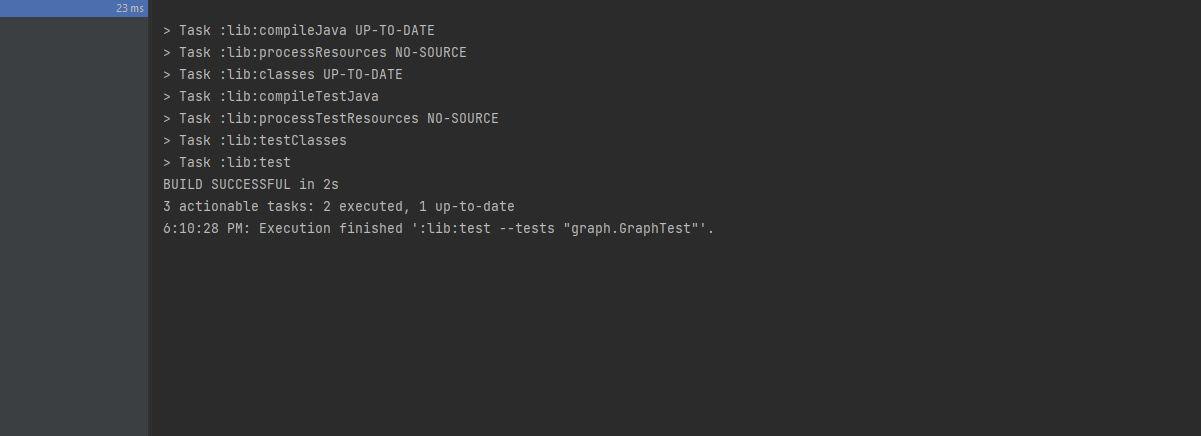 23 ms
> Task :lib:compileJava UP-TO-DATE
> Task :lib:processResources NO-SOURCE
> Task :lib:classes UP-TO-DATE
> Task :lib:compileTestJava
> Task :lib:processTestResources NO-SOURCE
> Task :lib:testClasses
> Task :lib:test
BUILD SUCCESSFUL in 2s
3 actionable tasks: 2 executed, 1 up-to-date
6:10:28 PM: Execution finished ':lib:test --tests "graph.GraphTest"'.